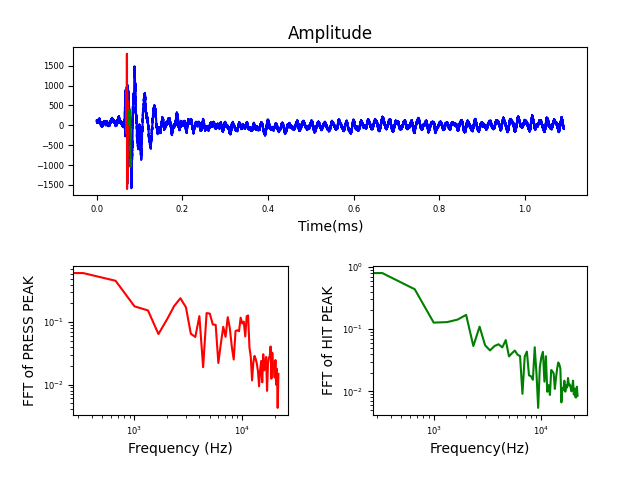 Amplitude
1500
1000
500
0
−500
−1000
−1500
0.0 0.2 0.4 0.6 0.8 1.0
Time(ms)
FFT of PRESS PEAK
10⁻¹
10⁻²
10³ 10⁴
Frequency (Hz)
FFT of HIT PEAK
10⁰
10⁻¹
10⁻²
10³ 10⁴
Frequency(Hz)